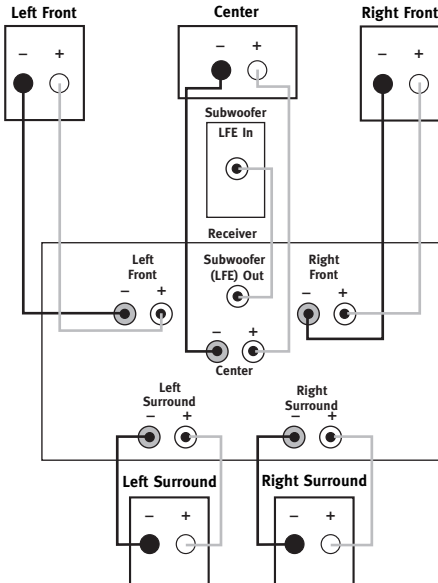 Left Front
Center
Right Front
– +
– +
– +
Subwoofer
LFE In
Receiver
Left
Front
Subwoofer
(LFE) Out
Right
Front
– +
– +
– +
Center
Left
Surround
Right
Surround
– +
– +
Left Surround
Right Surround
– +
– +